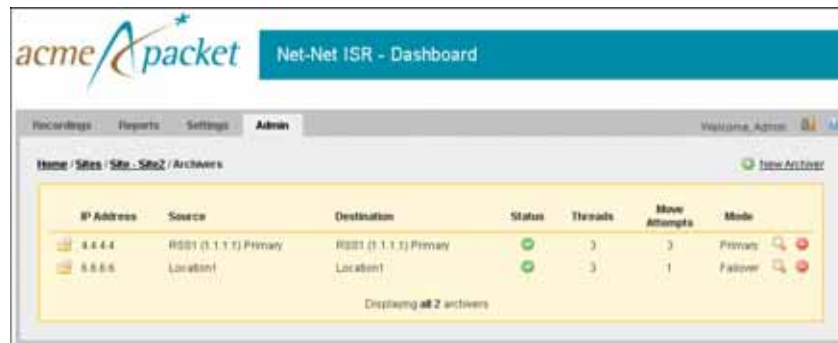 acme packet
Net-Net ISR - Dashboard
Recordings Reports Settings Admin Welcome, Admin
Home / Sites / Site - Site2 / Archivers New Archiver
IP Address Source Destination Status Threads Move Attempts Mode
4.4.4.4 RSS1 (1.1.1.1) Primary RSS1 (1.1.1.1) Primary 3 3 Primary
6.6.6.6 Location1 Location1 3 1 Failover
Displaying all 2 archivers